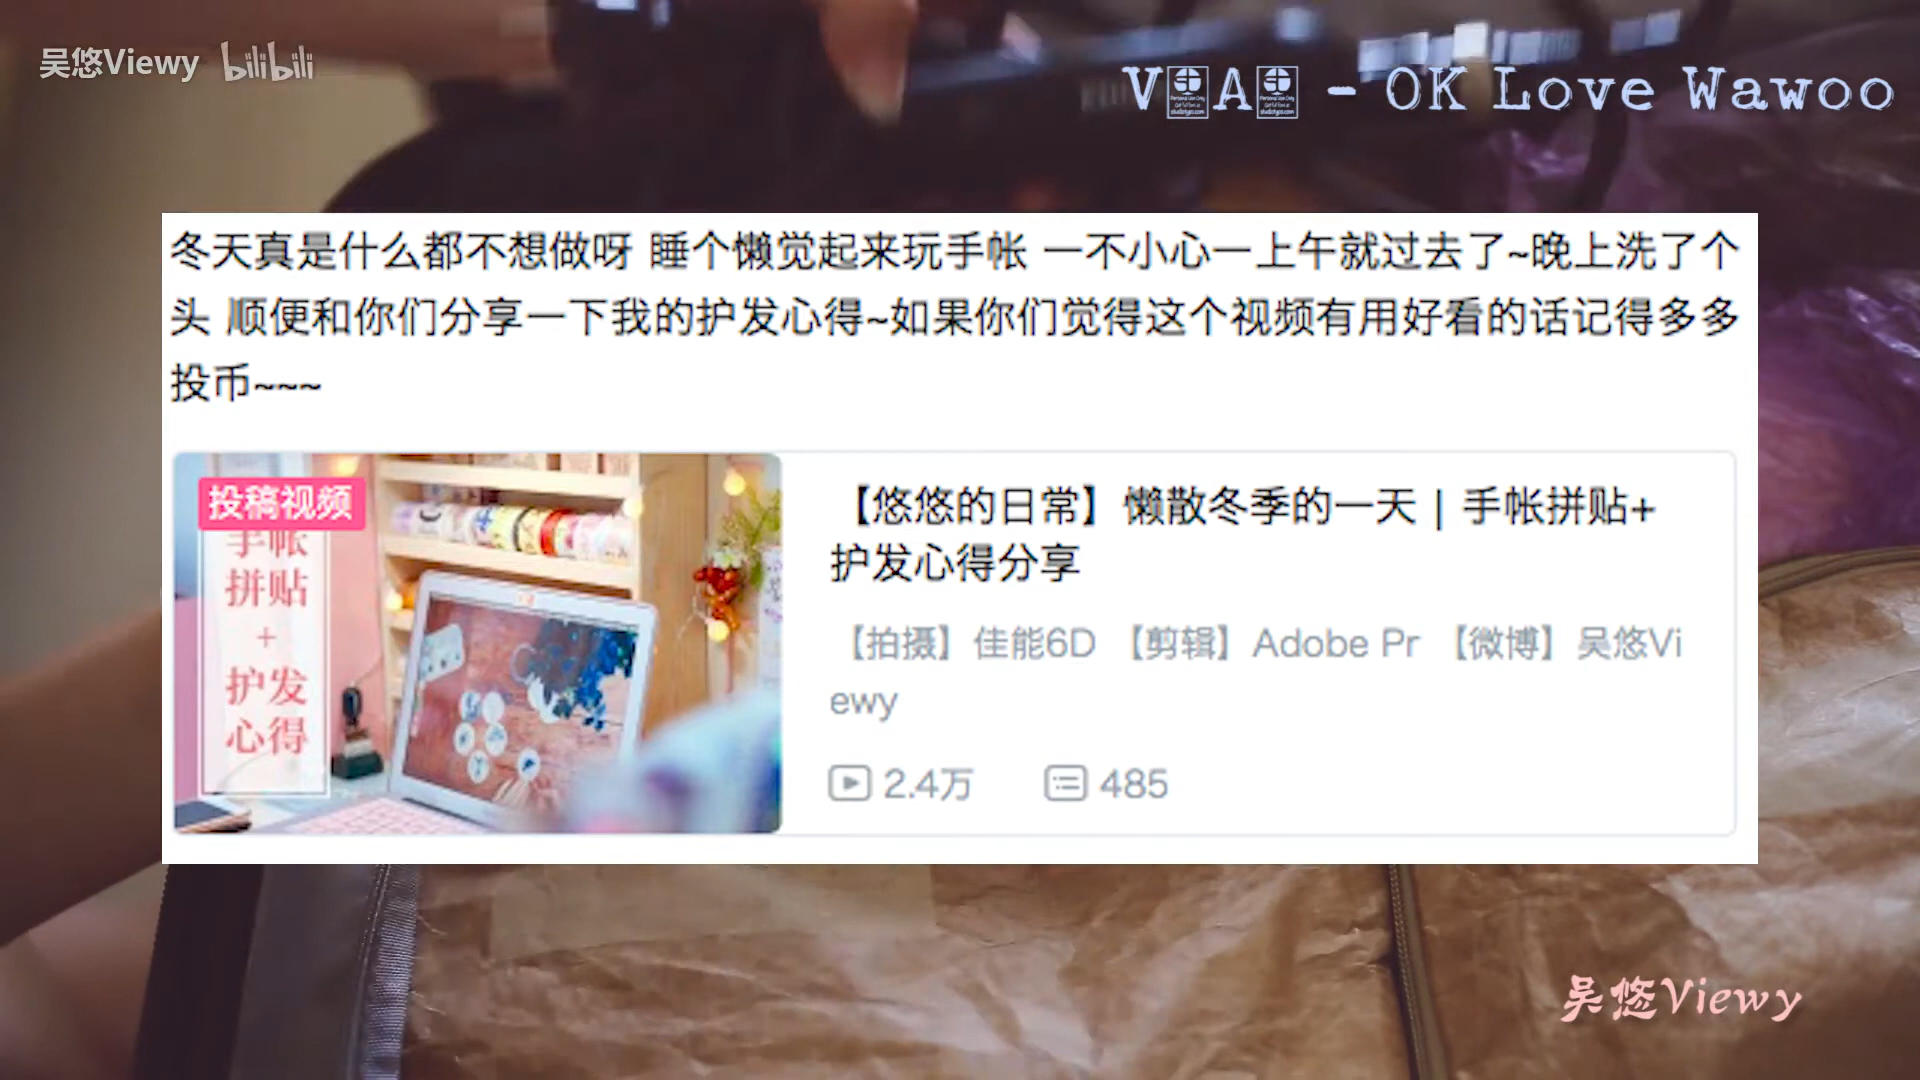 吴悠Viewy bilibili
V A - OK Love Wawoo
冬天真是什么都不想做呀 睡个懒觉起来玩手帐 一不小心一上午就过去了~晚上洗了个
头 顺便和你们分享一下我的护发心得~如果你们觉得这个视频有用好看的话记得多多
投币~~~
投稿视频
手帐
拼贴
+
护发
心得
【悠悠的日常】懒散冬季的一天 | 手帐拼贴+
护发心得分享
【拍摄】佳能6D 【剪辑】Adobe Pr 【微博】吴悠Vi
ewy
2.4万 485
吴悠Viewy